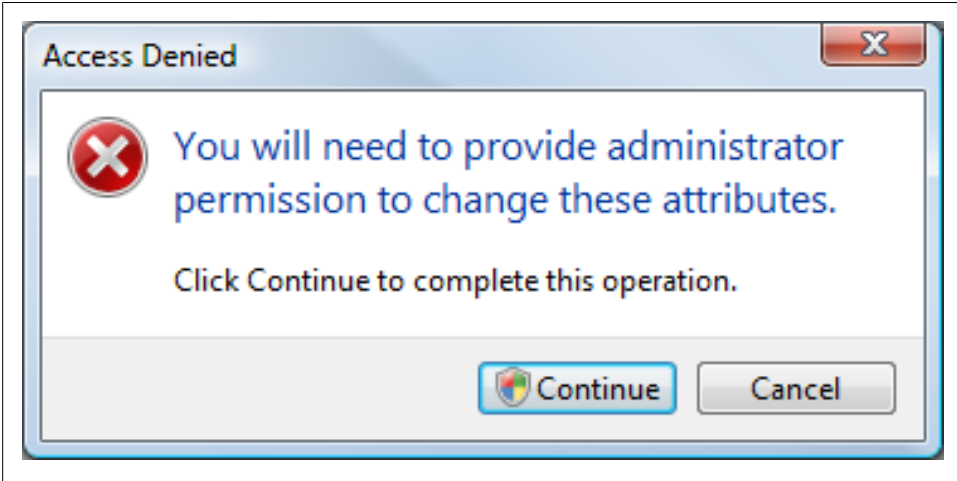 Access Denied
You will need to provide administrator
permission to change these attributes.
Click Continue to complete this operation.
Continue Cancel